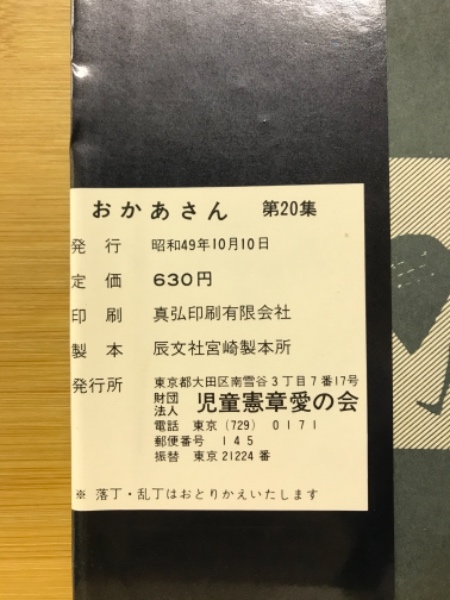 おかあさん 第20集
発行 昭和49年10月10日
定価 630円
印刷 真弘印刷有限会社
製本 辰文社宮崎製本所
発行所 東京都大田区南雪谷3丁目7番17号
財団法人 児童憲章愛の会
電話 東京(729)0171
郵便番号 145
振替 東京21224番
※ 落丁・乱丁はおとりかえいたします